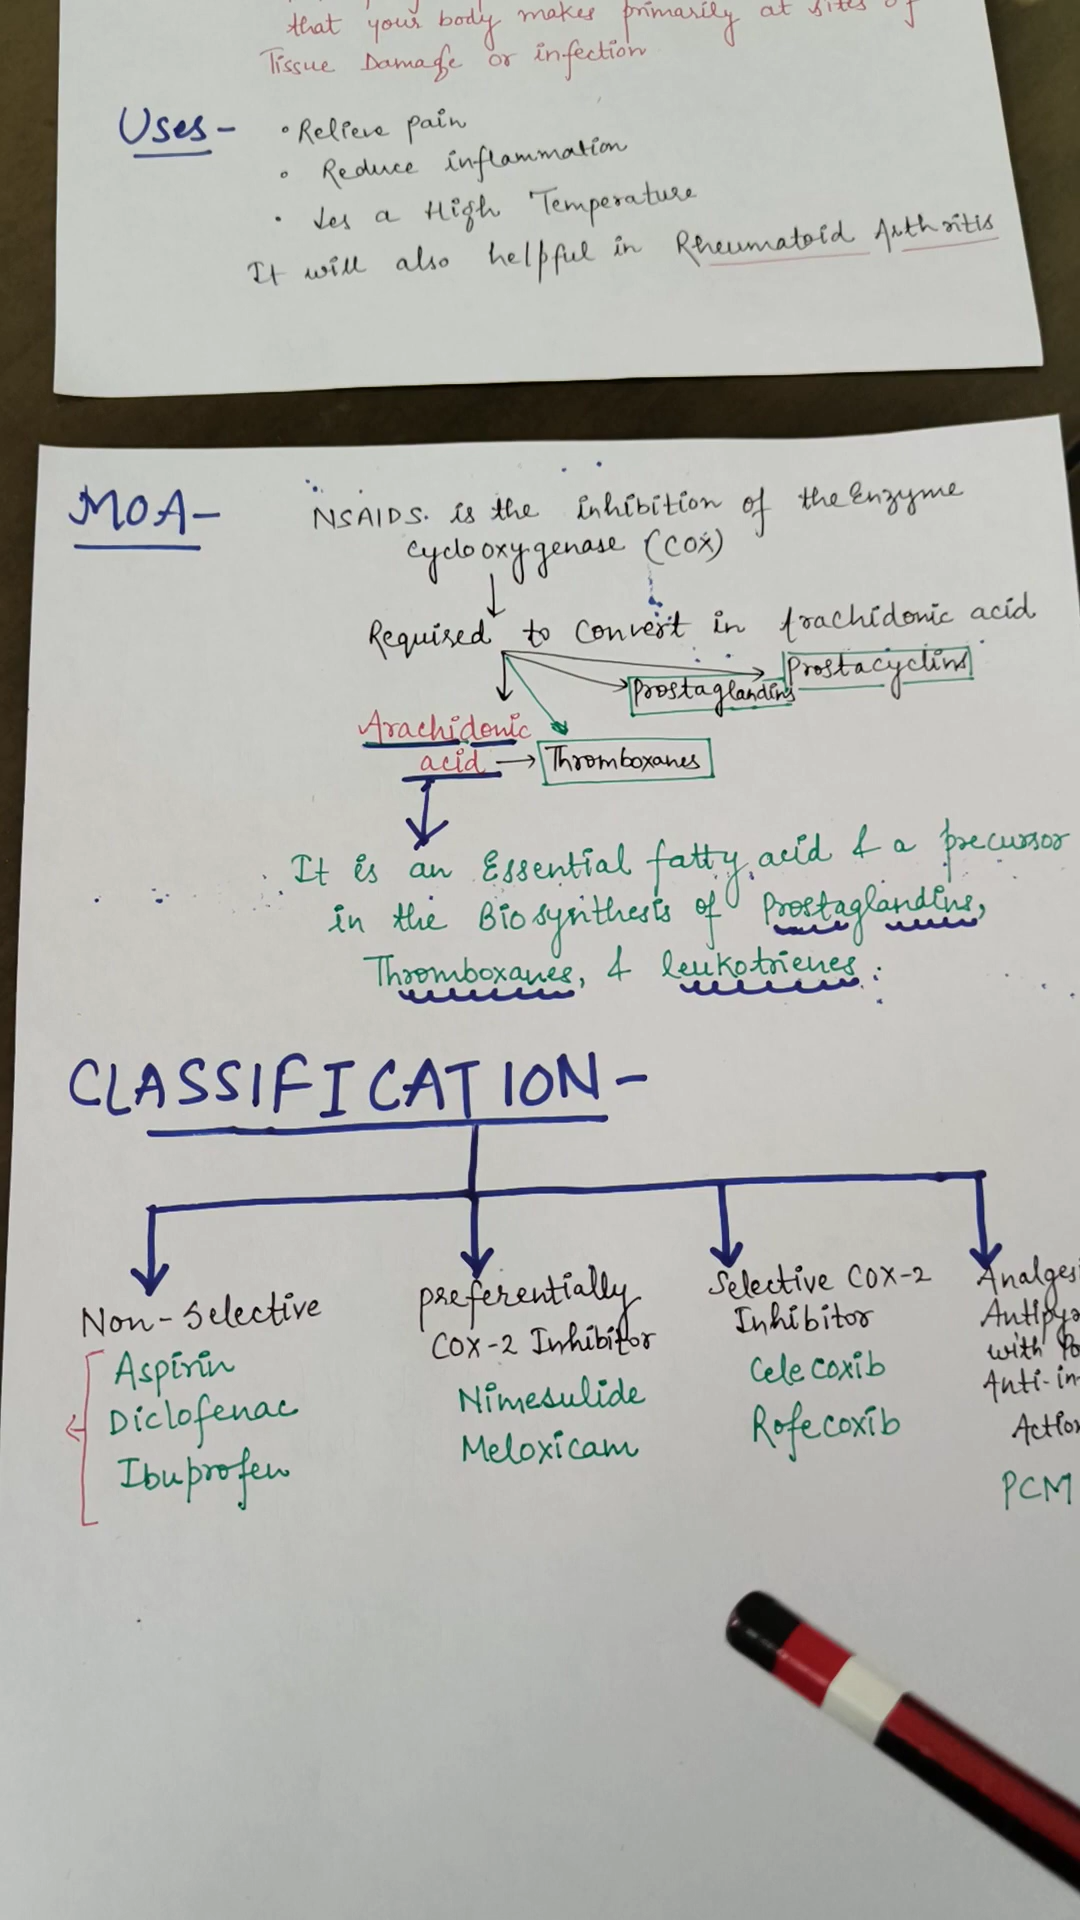 that your body makes primarily at sites of
Tissue Damage or infection
Uses-
• Relieve pain
• Reduce inflammation
• Les a High Temperature
It will also helpful in Rheumatoid Arthritis
MOA-
NSAIDS. is the inhibition of the Enzyme
cyclooxygenase (COX)
Required to Convert in Arachidonic acid
Prostacyclins
Prostaglandins
Arachidonic
acid → Thromboxanes
It is an Essential fatty acid & a precursor
in the Biosynthesis of Prostaglandins,
Thromboxanes, & leukotrienes.
CLASSIFICATION-
Non-Selective
Aspirin
Diclofenac
Ibuprofen
preferentially
COX-2 Inhibitor
Nimesulide
Meloxicam
Selective COX-2
Inhibitor
Celecoxib
Rofecoxib
Analges
Antipy
with Po
Anti-in
Action
PCM